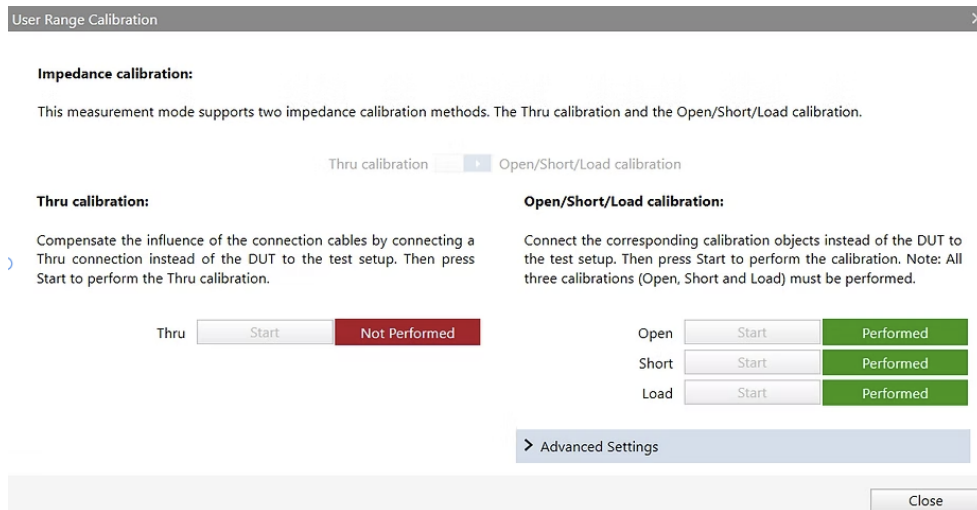 User Range Calibration
Impedance calibration:
This measurement mode supports two impedance calibration methods. The Thru calibration and the Open/Short/Load calibration.
Thru calibration Open/Short/Load calibration
Thru calibration:
Compensate the influence of the connection cables by connecting a
Thru connection instead of the DUT to the test setup. Then press
Start to perform the Thru calibration.
Thru Start Not Performed
Open/Short/Load calibration:
Connect the corresponding calibration objects instead of the DUT to
the test setup. Then press Start to perform the calibration. Note: All
three calibrations (Open, Short and Load) must be performed.
Open Start Performed
Short Start Performed
Load Start Performed
Advanced Settings
Close